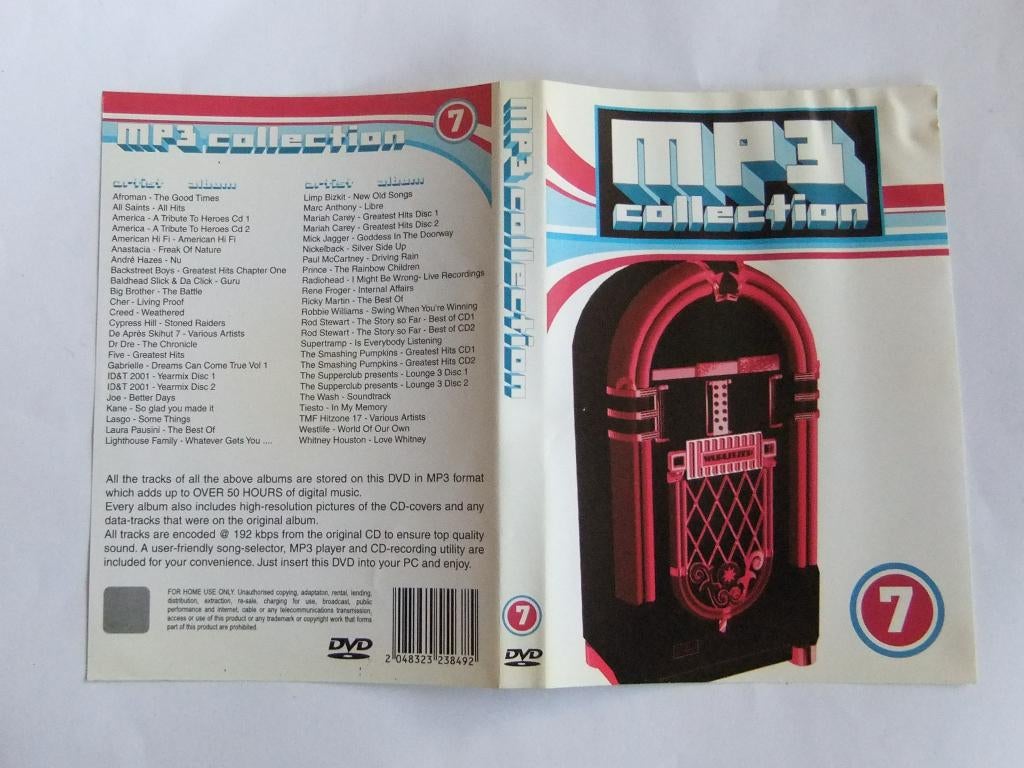 MP3 collection
7
artist album
Afroman - The Good Times
All Saints - All Hits
America - A Tribute To Heroes Cd 1
America - A Tribute To Heroes Cd 2
American Hi Fi - American Hi Fi
Anastacia - Freak Of Nature
André Hazes - Nu
Backstreet Boys - Greatest Hits Chapter One
Baldhead Slick & Da Click - Guru
Big Brother - The Battle
Cher - Living Proof
Creed - Weathered
Cypress Hill - Stoned Raiders
De Après Skihut 7 - Various Artists
Dr Dre - The Chronicle
Five - Greatest Hits
Gabrielle - Dreams Can Come True Vol 1
ID&T 2001 - Yearmix Disc 1
ID&T 2001 - Yearmix Disc 2
Joe - Better Days
Kane - So glad you made it
Lasgo - Some Things
Laura Pausini - The Best Of
Lighthouse Family - Whatever Gets You ....
artist album
Limp Bizkit - New Old Songs
Marc Anthony - Libre
Mariah Carey - Greatest Hits Disc 1
Mariah Carey - Greatest Hits Disc 2
Mick Jagger - Goddess In The Doorway
Nickelback - Silver Side Up
Paul McCartney - Driving Rain
Prince - The Rainbow Children
Radiohead - I Might Be Wrong- Live Recordings
Rene Froger - Internal Affairs
Ricky Martin - The Best Of
Robbie Williams - Swing When You're Winning
Rod Stewart - The Story so Far - Best of CD1
Rod Stewart - The Story so Far - Best of CD2
Supertramp - Is Everybody Listening
The Smashing Pumpkins - Greatest Hits CD1
The Smashing Pumpkins - Greatest Hits CD2
The Supperclub presents - Lounge 3 Disc 1
The Supperclub presents - Lounge 3 Disc 2
The Wash - Soundtrack
Tiesto - In My Memory
TMF Hitzone 17 - Various Artists
Westlife - World Of Our Own
Whitney Houston - Love Whitney
All the tracks of all the above albums are stored on this DVD in MP3 format
which adds up to OVER 50 HOURS of digital music.
Every album also includes high-resolution pictures of the CD-covers and any
data-tracks that were on the original album.
All tracks are encoded @ 192 kbps from the original CD to ensure top quality
sound. A user-friendly song-selector, MP3 player and CD-recording utility are
included for your convenience. Just insert this DVD into your PC and enjoy.
FOR HOME USE ONLY. Unauthorised copying, adaptation, rental, lending,
distribution, extraction, re-sale, charging for use, broadcast, public
performance and internet, cable or any telecommunications transmission,
access or use of this product or any trademark or copyright work that forms
part of this product are prohibited.
DVD
2 048323 238492
MP3 collection
7
DVD
MP3
collection
7